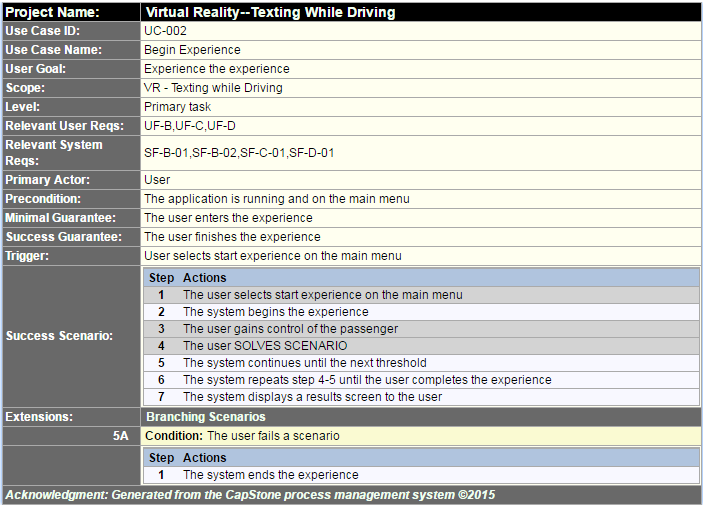 Project Name: Virtual Reality--Texting While Driving
Use Case ID: UC-002
Use Case Name: Begin Experience
User Goal: Experience the experience
Scope: VR - Texting while Driving
Level: Primary task
Relevant User Reqs: UF-B,UF-C,UF-D
Relevant System Reqs: SF-B-01,SF-B-02,SF-C-01,SF-D-01
Primary Actor: User
Precondition: The application is running and on the main menu
Minimal Guarantee: The user enters the experience
Success Guarantee: The user finishes the experience
Trigger: User selects start experience on the main menu
Success Scenario:
Step Actions
1 The user selects start experience on the main menu
2 The system begins the experience
3 The user gains control of the passenger
4 The user SOLVES SCENARIO
5 The system continues until the next threshold
6 The system repeats step 4-5 until the user completes the experience
7 The system displays a results screen to the user
Extensions: Branching Scenarios
5A Condition: The user fails a scenario
Step Actions
1 The system ends the experience
Acknowledgment: Generated from the CapStone process management system ©2015